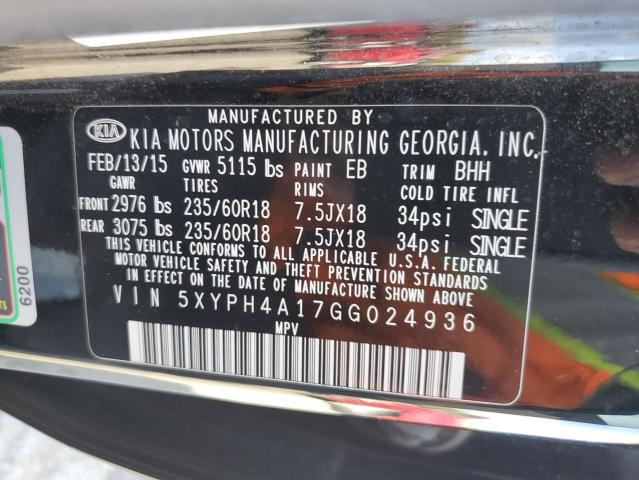 MANUFACTURED BY
KIA KIA MOTORS MANUFACTURING GEORGIA, INC.
FEB/13/15 GVWR 5115 lbs PAINT EB TRIM BHH
GAWR TIRES RIMS COLD TIRE INFL
FRONT 2976 lbs 235/60R18 7.5JX18 34psi SINGLE
REAR 3075 lbs 235/60R18 7.5JX18 34psi SINGLE
THIS VEHICLE CONFORMS TO ALL APPLICABLE U.S.A. FEDERAL
MOTOR VEHICLE SAFETY AND THEFT PREVENTION STANDARDS
IN EFFECT ON THE DATE OF MANUFACTURE SHOWN ABOVE.
VIN 5XYPH4A17GG024936
MPV
6200